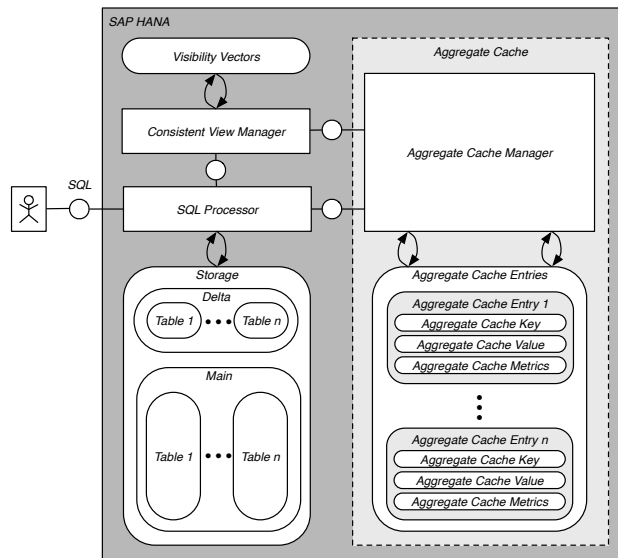 SAP HANA
Visibility Vectors
Aggregate Cache
Consistent View Manager
Aggregate Cache Manager
SQL
SQL Processor
Storage
Delta
Table 1
Table n
Main
Table 1
Table n
Aggregate Cache Entries
Aggregate Cache Entry 1
Aggregate Cache Key
Aggregate Cache Value
Aggregate Cache Metrics
Aggregate Cache Entry n
Aggregate Cache Key
Aggregate Cache Value
Aggregate Cache Metrics